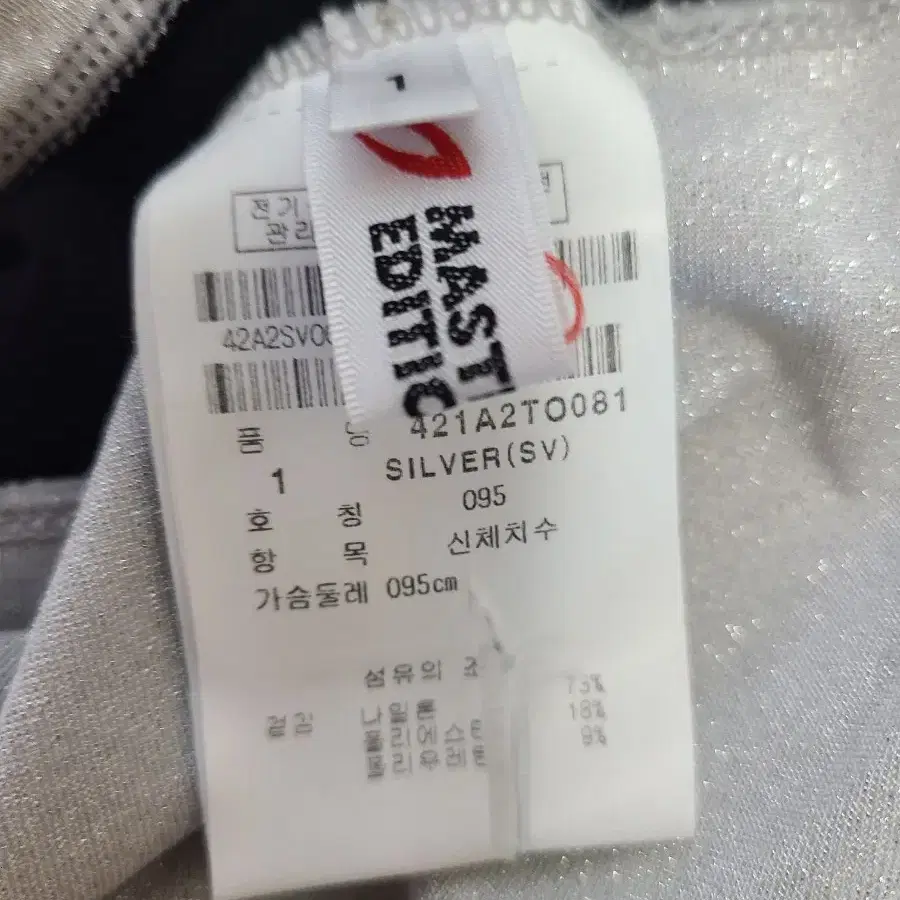 1
MAST
EDITIO
전기
관리
42A2SV00
품 명 421A2TO081
1 SILVER(SV)
호 칭 095
항 목 신체치수
가슴둘레 095cm
섬유의 조
겉감 나일론 73%
폴리에스테 18%
폴리우레 9%